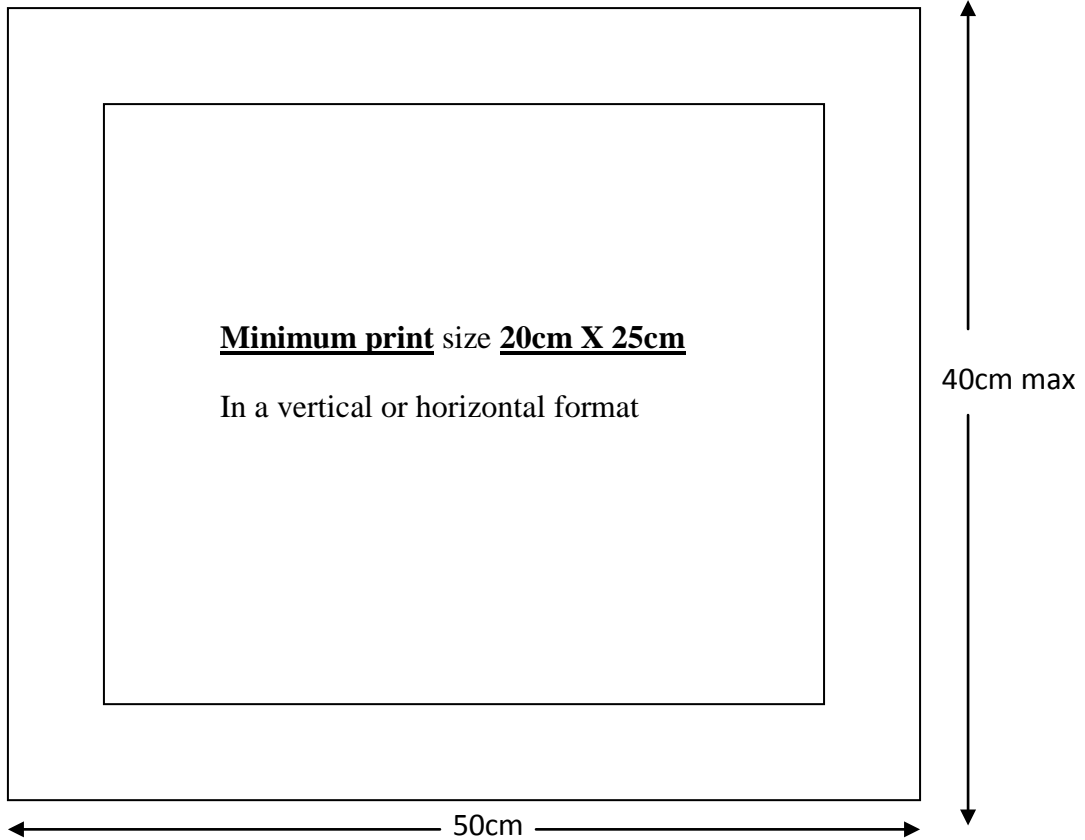 Minimum print size 20cm X 25cm
In a vertical or horizontal format
40cm max
50cm